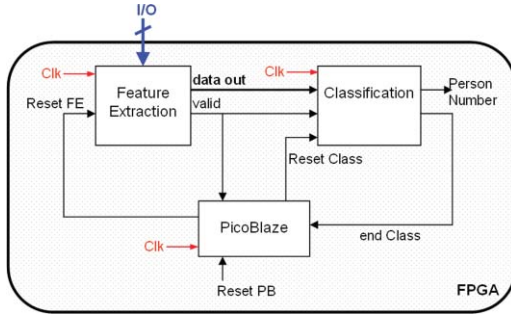 I/O
Clk
Feature
Extraction
data out
valid
Clk
Classification
Person
Number
Reset FE
Reset Class
PicoBlaze
end Class
Clk
Reset PB
FPGA